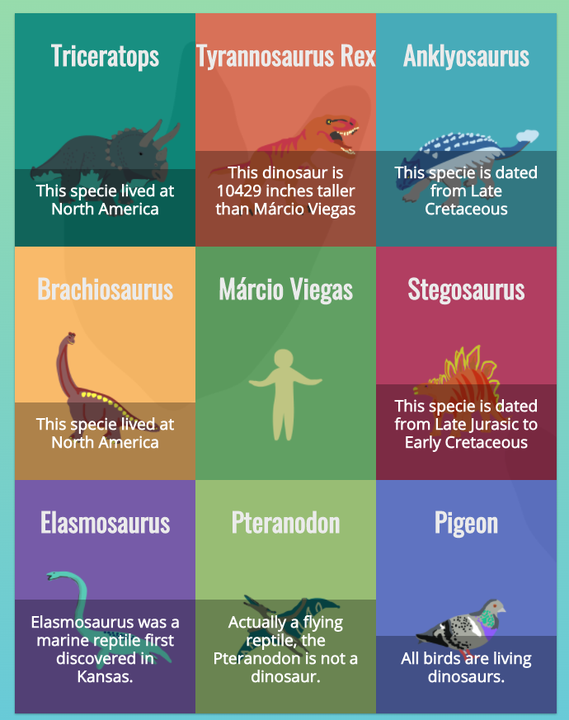 Triceratops
This specie lived at
North America
Tyrannosaurus Rex
This dinosaur is
10429 inches taller
than Márcio Viegas
Anklyosaurus
This specie is dated
from Late
Cretaceous
Brachiosaurus
This specie lived at
North America
Márcio Viegas
Stegosaurus
This specie is dated
from Late Jurasic to
Early Cretaceous
Elasmosaurus
Elasmosaurus was a
marine reptile first
discovered in
Kansas.
Pteranodon
Actually a flying
reptile, the
Pteranodon is not a
dinosaur.
Pigeon
All birds are living
dinosaurs.